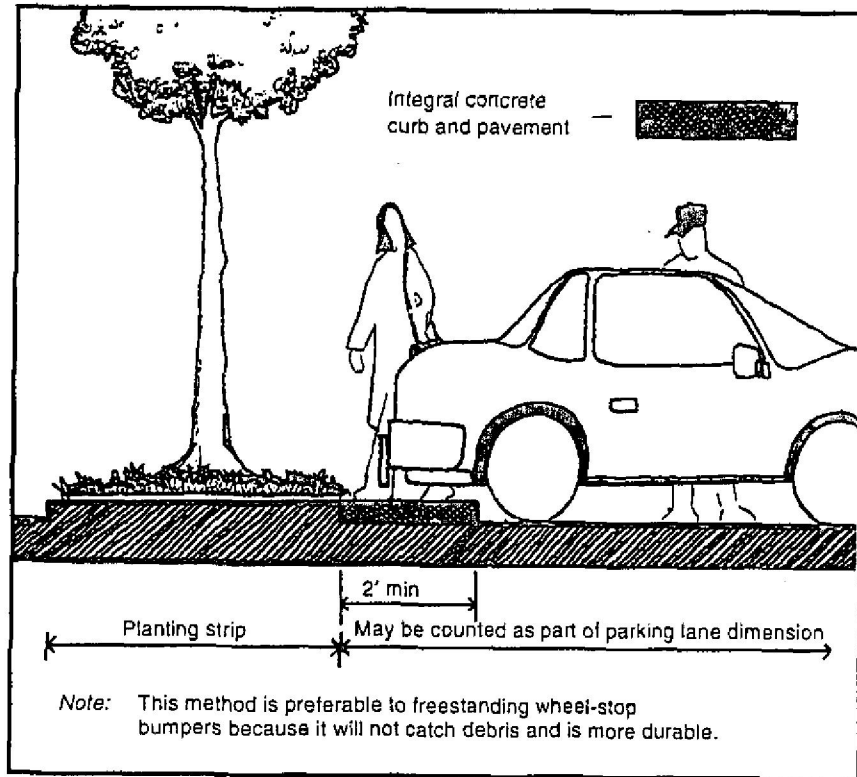 Integral concrete
curb and pavement
2' min
Planting strip
May be counted as part of parking lane dimension
Note: This method is preferable to freestanding wheel-stop
bumpers because it will not catch debris and is more durable.